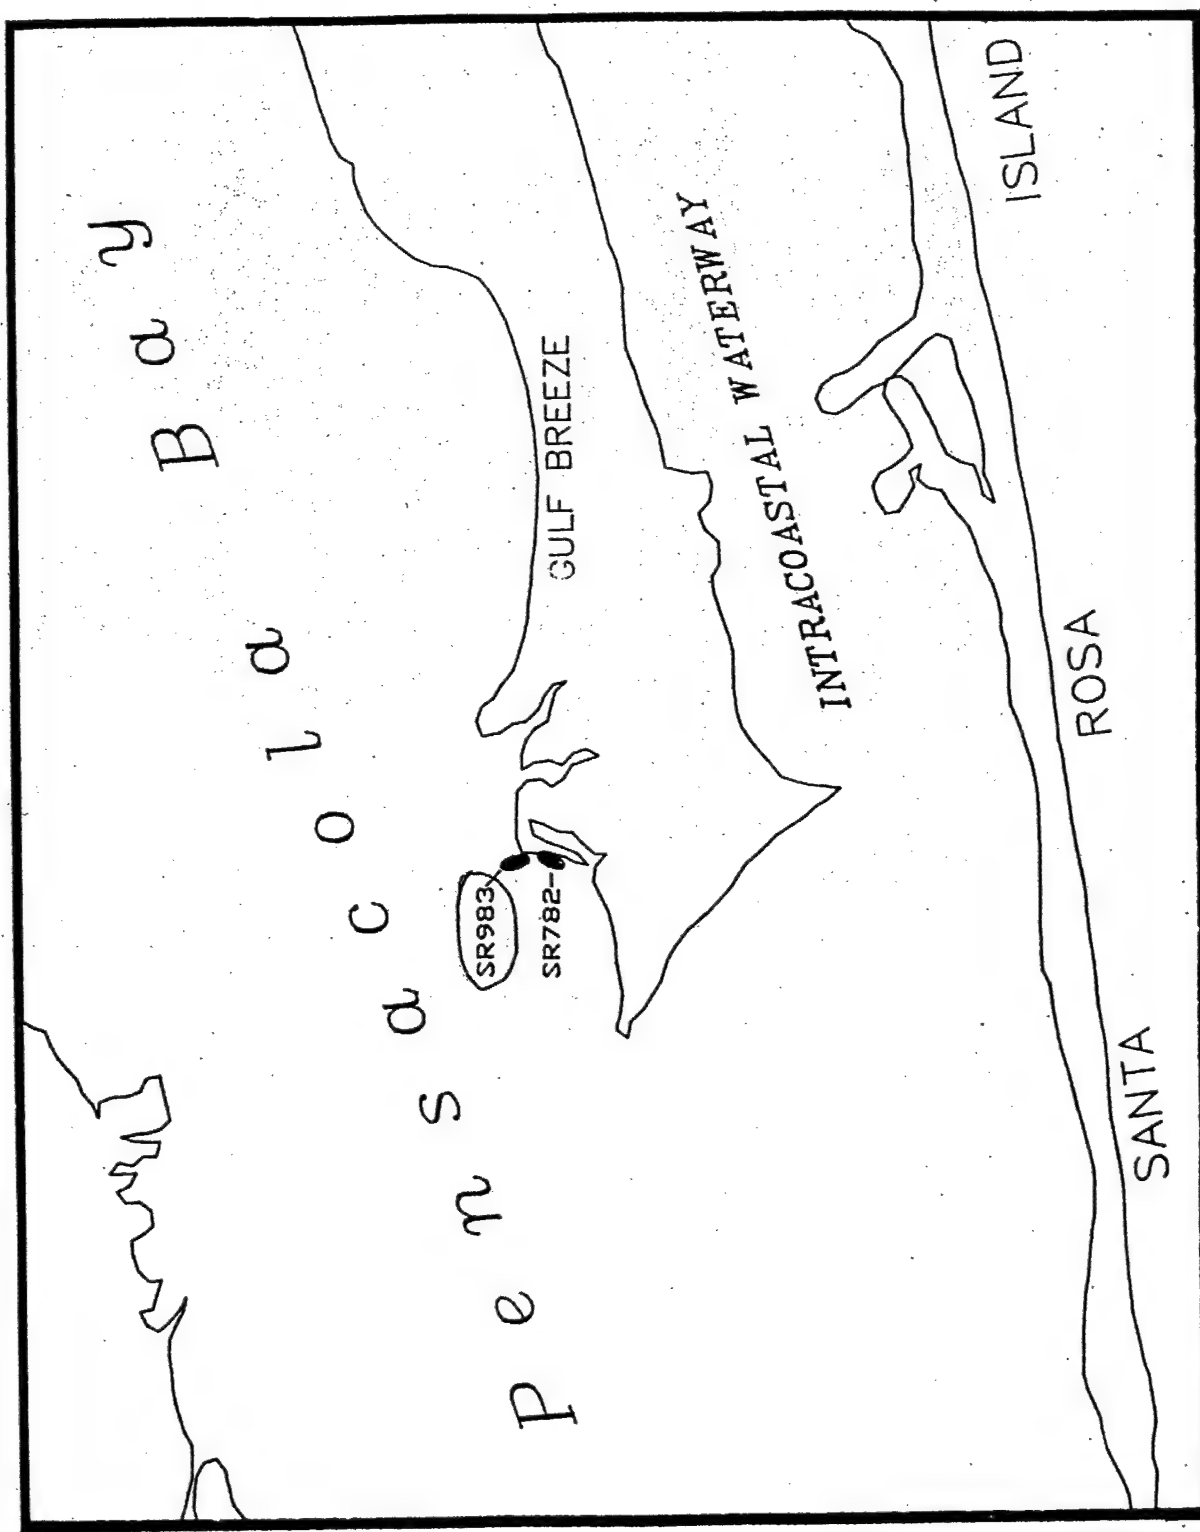 Pensacola Bay
GULF BREEZE
SR983
SR782
INTRACOASTAL WATERWAY
SANTA ROSA ISLAND